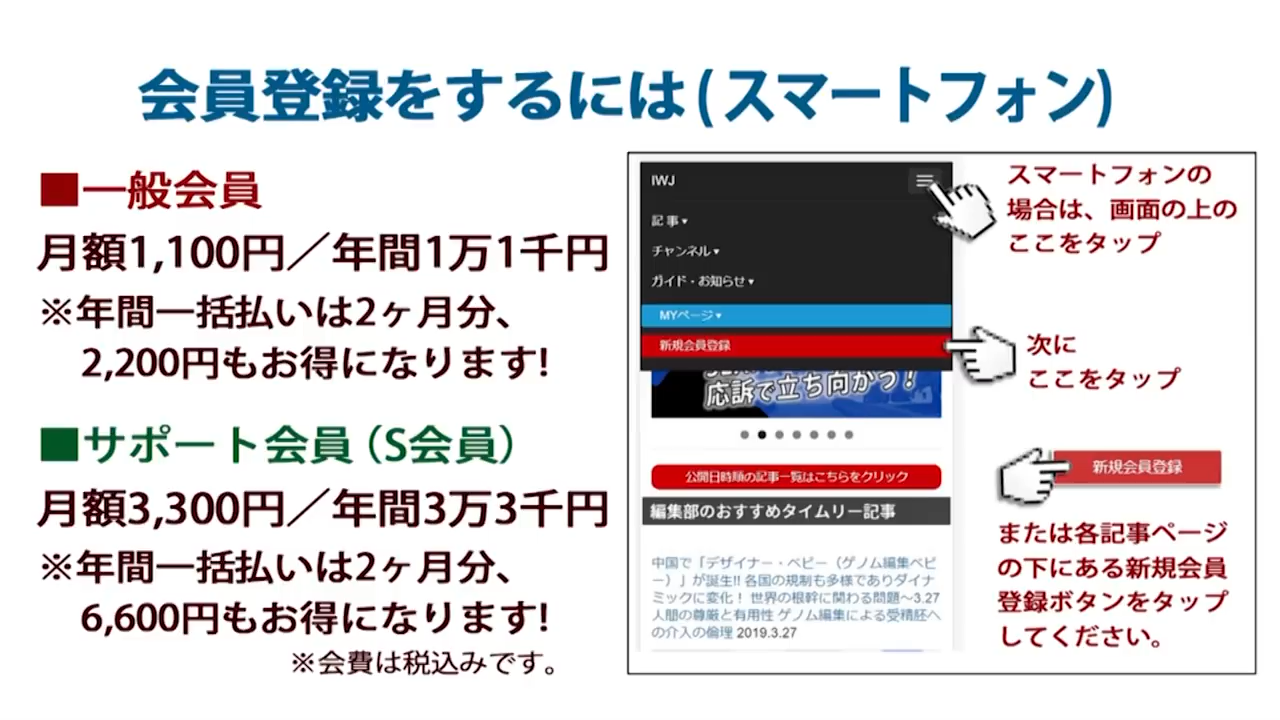 会員登録をするには(スマートフォン)
■一般会員
月額1,100円／年間1万1千円
※年間一括払いは2ヶ月分、
2,200円もお得になります!
■サポート会員（S会員）
月額3,300円／年間3万3千円
※年間一括払いは2ヶ月分、
6,600円もお得になります!
※会費は税込みです。
IWJ
記事▾
チャンネル▾
ガイド・お知らせ▾
MYページ▾
新規会員登録
応訴で立ち向かう！
公開日時順の記事一覧はこちらをクリック
編集部のおすすめタイムリー記事
中国で「デザイナー・ベビー（ゲノム編集ベビ
ー）」が誕生!! 各国の規制も多様でありダイナ
ミックに変化！ 世界の根幹に関わる問題～3.27
人間の尊厳と有用性 ゲノム編集による受精胚へ
の介入の倫理 2019.3.27
スマートフォンの
場合は、画面の上の
ここをタップ
次に
ここをタップ
新規会員登録
または各記事ページ
の下にある新規会員
登録ボタンをタップ
してください。